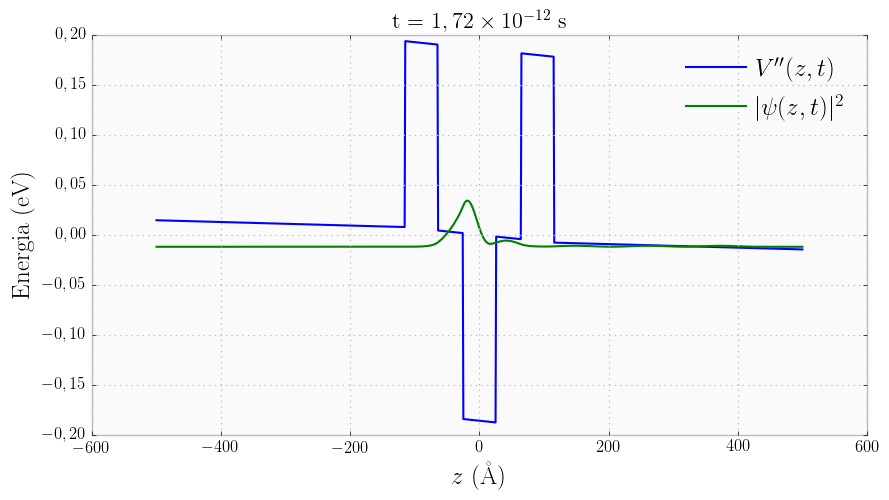 t = 1, 72 × 10⁻¹² s
Energia (eV)
0, 20
0, 15
0, 10
0, 05
0, 00
−0, 05
−0, 10
−0, 15
−0, 20
V′′(z, t)
|ψ(z, t)|²
−600 −400 −200 0 200 400 600
z (Å)